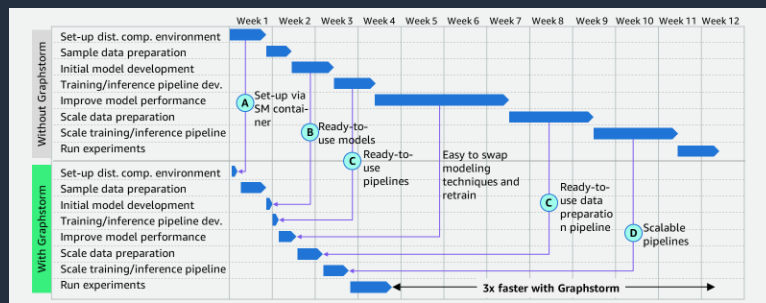 Week 1 Week 2 Week 3 Week 4 Week 5 Week 6 Week 7 Week 8 Week 9 Week 10 Week 11 Week 12
Without Graphstorm
Set-up dist. comp. environment
Sample data preparation
Initial model development
Training/inference pipeline dev.
Improve model performance
Scale data preparation
Scale training/inference pipeline
Run experiments
A
Set-up via
SM contai-
ner
B
Ready-to-
use models
C
Ready-to-
use
pipelines
Easy to swap
modeling
techniques and
retrain
C
Ready-to-
use data
preparatio
n pipeline
D
Scalable
pipelines
With Graphstorm
Set-up dist. comp. environment
Sample data preparation
Initial model development
Training/inference pipeline dev.
Improve model performance
Scale data preparation
Scale training/inference pipeline
Run experiments
3x faster with Graphstorm